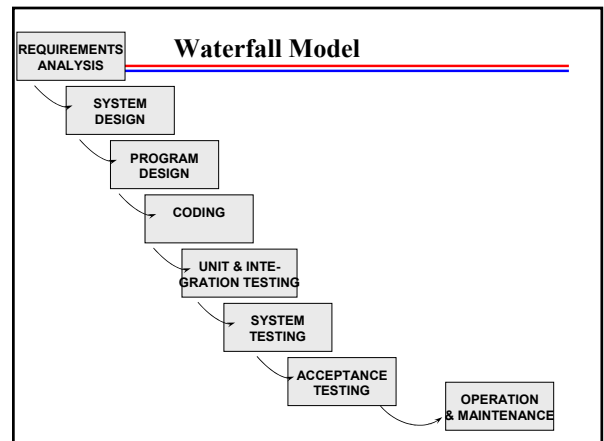 Waterfall Model
REQUIREMENTS
ANALYSIS
SYSTEM
DESIGN
PROGRAM
DESIGN
CODING
UNIT & INTE-
GRATION TESTING
SYSTEM
TESTING
ACCEPTANCE
TESTING
OPERATION
& MAINTENANCE